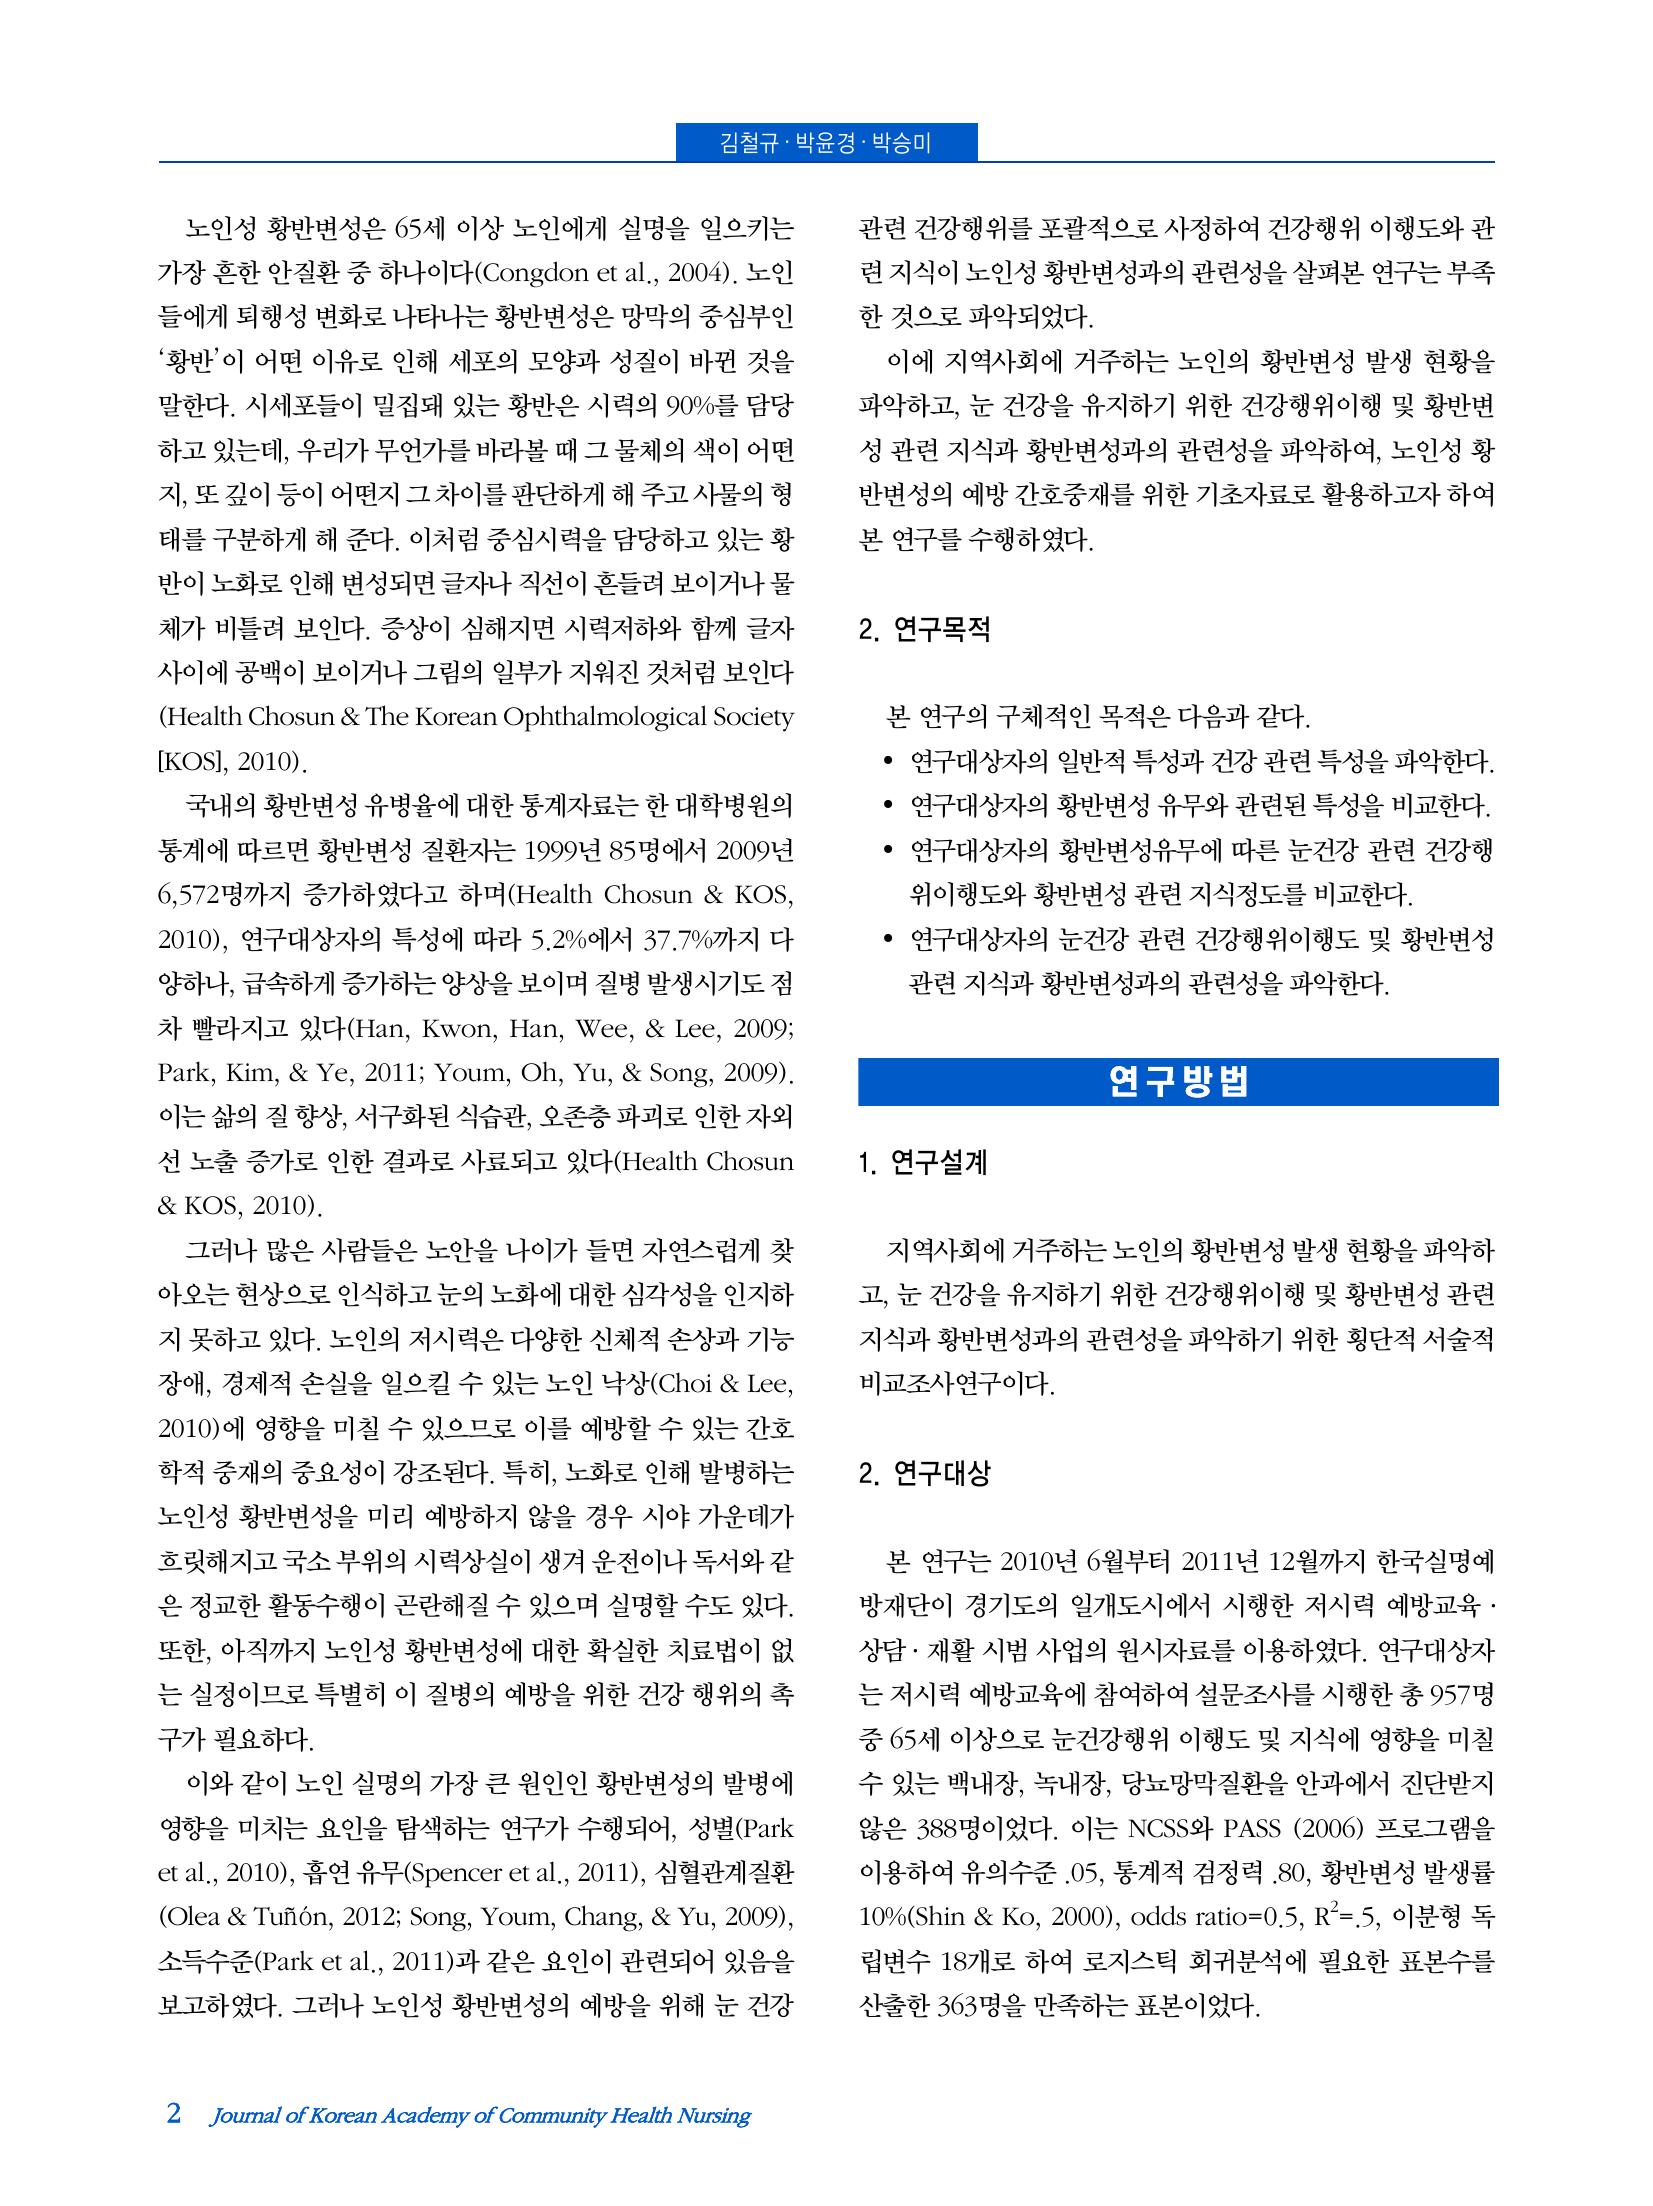 김철규·박윤경·박승미
노인성 황반변성은 65세 이상 노인에게 실명을 일으키는
가장 흔한 안질환 중 하나이다(Congdon et al., 2004). 노인
들에게 퇴행성 변화로 나타나는 황반변성은 망막의 중심부인
‘황반’이 어떤 이유로 인해 세포의 모양과 성질이 바뀐 것을
말한다. 시세포들이 밀집돼 있는 황반은 시력의 90%를 담당
하고 있는데, 우리가 무언가를 바라볼 때 그 물체의 색이 어떤
지, 또 깊이 등이 어떤지 그 차이를 판단하게 해 주고 사물의 형
태를 구분하게 해 준다. 이처럼 중심시력을 담당하고 있는 황
반이 노화로 인해 변성되면 글자나 직선이 흔들려 보이거나 물
체가 비틀려 보인다. 증상이 심해지면 시력저하와 함께 글자
사이에 공백이 보이거나 그림의 일부가 지워진 것처럼 보인다
(Health Chosun & The Korean Ophthalmological Society
[KOS], 2010).
국내의 황반변성 유병율에 대한 통계자료는 한 대학병원의
통계에 따르면 황반변성 질환자는 1999년 85명에서 2009년
6,572명까지 증가하였다고 하며(Health Chosun & KOS,
2010), 연구대상자의 특성에 따라 5.2%에서 37.7%까지 다
양하나, 급속하게 증가하는 양상을 보이며 질병 발생시기도 점
차 빨라지고 있다(Han, Kwon, Han, Wee, & Lee, 2009;
Park, Kim, & Ye, 2011; Youm, Oh, Yu, & Song, 2009).
이는 삶의 질 향상, 서구화된 식습관, 오존층 파괴로 인한 자외
선 노출 증가로 인한 결과로 사료되고 있다(Health Chosun
& KOS, 2010).
그러나 많은 사람들은 노안을 나이가 들면 자연스럽게 찾
아오는 현상으로 인식하고 눈의 노화에 대한 심각성을 인지하
지 못하고 있다. 노인의 저시력은 다양한 신체적 손상과 기능
장애, 경제적 손실을 일으킬 수 있는 노인 낙상(Choi & Lee,
2010)에 영향을 미칠 수 있으므로 이를 예방할 수 있는 간호
학적 중재의 중요성이 강조된다. 특히, 노화로 인해 발병하는
노인성 황반변성을 미리 예방하지 않을 경우 시야 가운데가
흐릿해지고 국소 부위의 시력상실이 생겨 운전이나 독서와 같
은 정교한 활동수행이 곤란해질 수 있으며 실명할 수도 있다.
또한, 아직까지 노인성 황반변성에 대한 확실한 치료법이 없
는 실정이므로 특별히 이 질병의 예방을 위한 건강 행위의 촉
구가 필요하다.
이와 같이 노인 실명의 가장 큰 원인인 황반변성의 발병에
영향을 미치는 요인을 탐색하는 연구가 수행되어, 성별(Park
et al., 2010), 흡연 유무(Spencer et al., 2011), 심혈관계질환
(Olea & Tuñón, 2012; Song, Youm, Chang, & Yu, 2009),
소득수준(Park et al., 2011)과 같은 요인이 관련되어 있음을
보고하였다. 그러나 노인성 황반변성의 예방을 위해 눈 건강
관련 건강행위를 포괄적으로 사정하여 건강행위 이행도와 관
련 지식이 노인성 황반변성과의 관련성을 살펴본 연구는 부족
한 것으로 파악되었다.
이에 지역사회에 거주하는 노인의 황반변성 발생 현황을
파악하고, 눈 건강을 유지하기 위한 건강행위이행 및 황반변
성 관련 지식과 황반변성과의 관련성을 파악하여, 노인성 황
반변성의 예방 간호중재를 위한 기초자료로 활용하고자 하여
본 연구를 수행하였다.
2. 연구목적
본 연구의 구체적인 목적은 다음과 같다.
• 연구대상자의 일반적 특성과 건강 관련 특성을 파악한다.
• 연구대상자의 황반변성 유무와 관련된 특성을 비교한다.
• 연구대상자의 황반변성유무에 따른 눈건강 관련 건강행
위이행도와 황반변성 관련 지식정도를 비교한다.
• 연구대상자의 눈건강 관련 건강행위이행도 및 황반변성
관련 지식과 황반변성과의 관련성을 파악한다.
연구방법
1. 연구설계
지역사회에 거주하는 노인의 황반변성 발생 현황을 파악하
고, 눈 건강을 유지하기 위한 건강행위이행 및 황반변성 관련
지식과 황반변성과의 관련성을 파악하기 위한 횡단적 서술적
비교조사연구이다.
2. 연구대상
본 연구는 2010년 6월부터 2011년 12월까지 한국실명예
방재단이 경기도의 일개도시에서 시행한 저시력 예방교육·
상담·재활 시범 사업의 원시자료를 이용하였다. 연구대상자
는 저시력 예방교육에 참여하여 설문조사를 시행한 총 957명
중 65세 이상으로 눈건강행위 이행도 및 지식에 영향을 미칠
수 있는 백내장, 녹내장, 당뇨망막질환을 안과에서 진단받지
않은 388명이었다. 이는 NCSS와 PASS (2006) 프로그램을
이용하여 유의수준 .05, 통계적 검정력 .80, 황반변성 발생률
10%(Shin & Ko, 2000), odds ratio=0.5, R²=.5, 이분형 독
립변수 18개로 하여 로지스틱 회귀분석에 필요한 표본수를
산출한 363명을 만족하는 표본이었다.
2 Journal of Korean Academy of Community Health Nursing